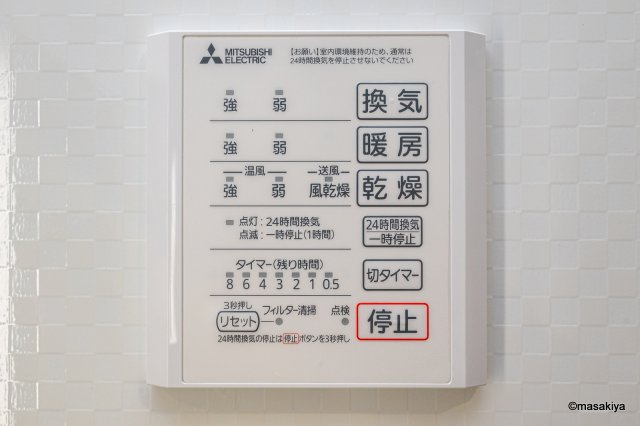 MITSUBISHI
ELECTRIC
【お願い】室内環境維持のため、通常は
24時間換気を停止させないでください
強 弱 換気
強 弱 暖房
温風 送風
強 弱 風乾燥 乾燥
点灯:24時間換気
点滅:一時停止(1時間)
24時間換気
一時停止
タイマー(残り時間)
8 6 4 3 2 1 0.5
切タイマー
3秒押し
リセット フィルター清掃 点検
停止
24時間換気の停止は停止ボタンを3秒押し
©masakiya